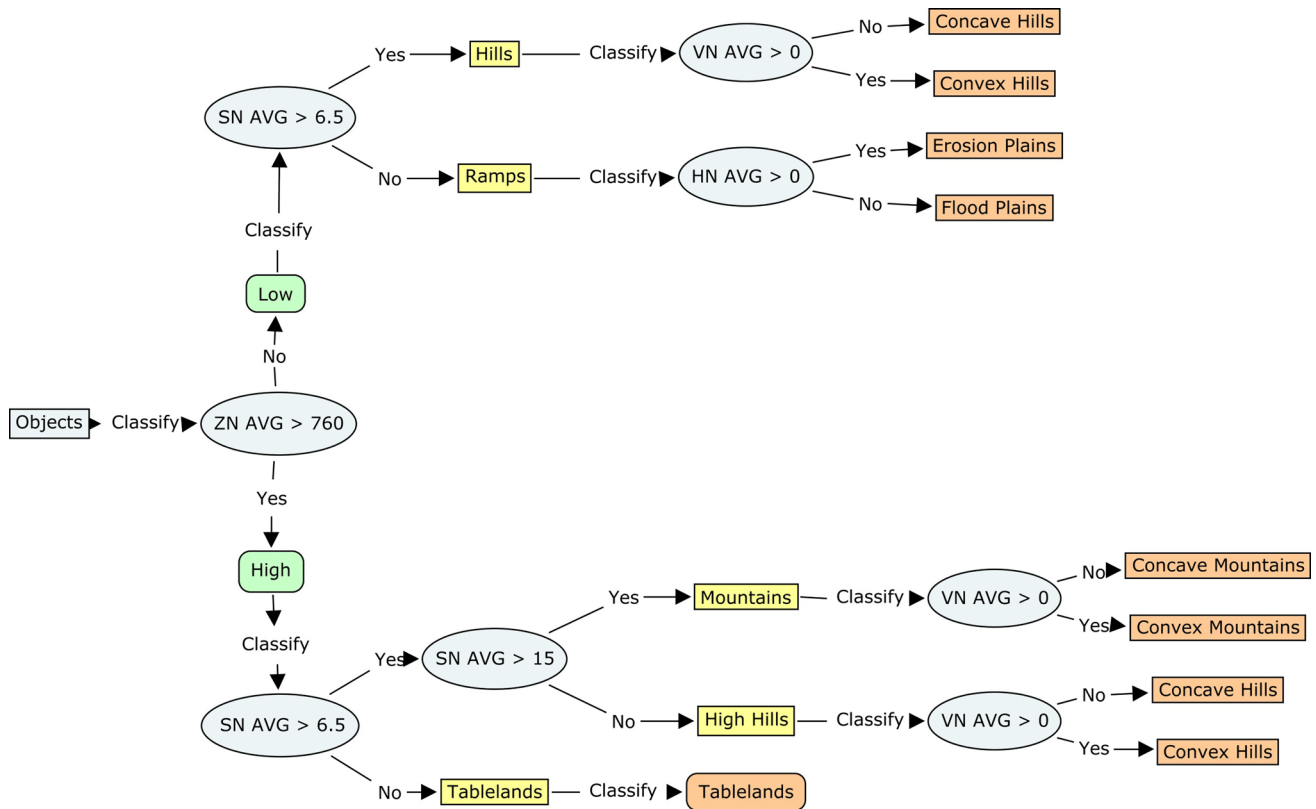 Concave Hills
No
Yes
Hills
Classify
VN AVG > 0
Yes
Convex Hills
SN AVG > 6.5
Yes
Erosion Plains
No
Ramps
Classify
HN AVG > 0
No
Flood Plains
Classify
Low
No
Objects
Classify
ZN AVG > 760
Yes
High
No
Concave Mountains
Yes
Mountains
Classify
VN AVG > 0
Yes
Convex Mountains
Classify
Yes
SN AVG > 15
No
Concave Hills
SN AVG > 6.5
No
High Hills
Classify
VN AVG > 0
Yes
Convex Hills
No
Tablelands
Classify
Tablelands